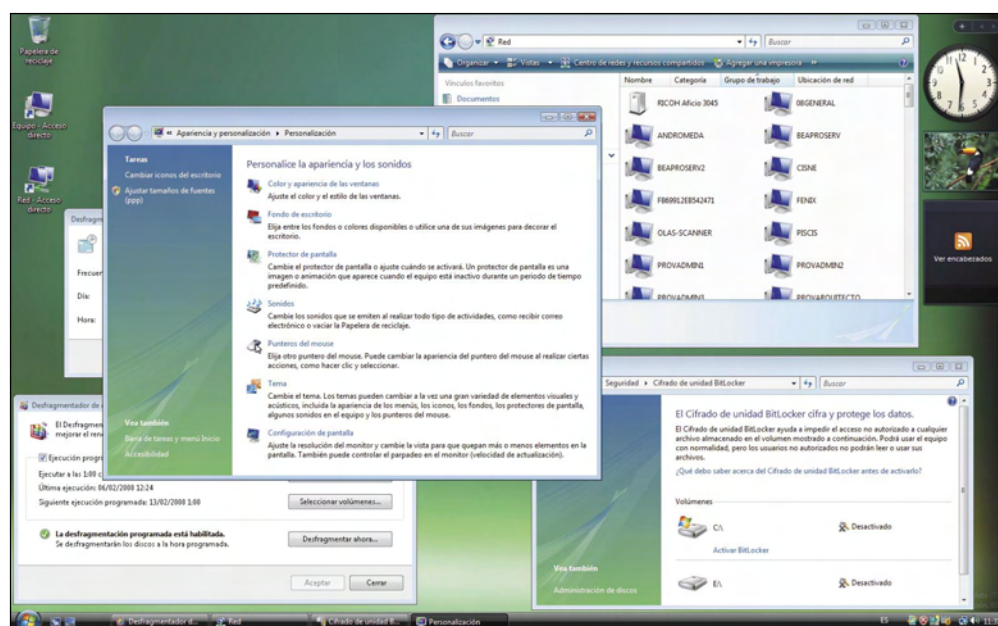 Papelera de
reciclaje
Equipo - Acceso
directo
Red - Acceso
directo
Red
Buscar
Organizar
Vistas
Centro de redes y recursos compartidos
Agregar una impresora
»
Vínculos favoritos
Documentos
Nombre
Categoría
Grupo de trabajo
Ubicación de red
RICOH Aficio 3045
08GENERAL
ANDROMEDA
BEAPROSERV
BEAPROSERV2
CISNE
FB69912EB542471
FENIX
OLAS-SCANNER
PISCIS
PROVADMIN1
PROVADMIN2
PROVADMIN3
PROVARQUITECTO
12
1
2
3
4
5
6
7
8
9
10
11
Ver encabezados
« Apariencia y personalización
Personalización
Buscar
Tareas
Cambiar iconos del escritorio
Ajustar tamaños de fuentes
(ppp)
Vea también
Barra de tareas y menú Inicio
Accesibilidad
Personalice la apariencia y los sonidos
Color y apariencia de las ventanas
Ajuste el color y el estilo de las ventanas.
Fondo de escritorio
Elija entre los fondos o colores disponibles o utilice una de sus imágenes para decorar el
escritorio.
Protector de pantalla
Cambie el protector de pantalla o ajuste cuándo se activará. Un protector de pantalla es una
imagen o animación que aparece cuando el equipo está inactivo durante un periodo de tiempo
predefinido.
Sonidos
Cambie los sonidos que se emiten al realizar todo tipo de actividades, como recibir correo
electrónico o vaciar la Papelera de reciclaje.
Punteros del mouse
Elija otro puntero del mouse. Puede cambiar la apariencia del puntero del mouse al realizar ciertas
acciones, como hacer clic y seleccionar.
Tema
Cambie el tema. Los temas pueden cambiar a la vez una gran variedad de elementos visuales y
acústicos, incluida la apariencia de los menús, los iconos, los fondos, los protectores de pantalla,
algunos sonidos en el equipo y los punteros del mouse.
Configuración de pantalla
Ajuste la resolución del monitor y cambie la vista para que quepan más o menos elementos en la
pantalla. También puede controlar el parpadeo en el monitor (velocidad de actualización).
Desfragm
Frecuen
Día:
Hora:
Desfragmentador de
El Desfragmen
mejorar el ren
Ejecución progr
Ejecutar a las 1:00 c
Última ejecución: 06/02/2008 12:24
Siguiente ejecución programada: 13/02/2008 1:00
Seleccionar volúmenes...
La desfragmentación programada está habilitada.
Se desfragmentarán los discos a la hora programada.
Desfragmentar ahora...
Aceptar
Cerrar
Seguridad
Cifrado de unidad BitLocker
Buscar
El Cifrado de unidad BitLocker cifra y protege los datos.
El Cifrado de unidad BitLocker ayuda a impedir el acceso no autorizado a cualquier
archivo almacenado en el volumen mostrado a continuación. Podrá usar el equipo
con normalidad, pero los usuarios no autorizados no podrán leer o usar sus
archivos.
¿Qué debo saber acerca del Cifrado de unidad BitLocker antes de activarlo?
Volúmenes
C:\
Desactivado
Activar BitLocker
E:\
Desactivado
Vea también
Administración de discos
Desfragmentador d...
Red
Cifrado de unidad B...
Personalización
ES